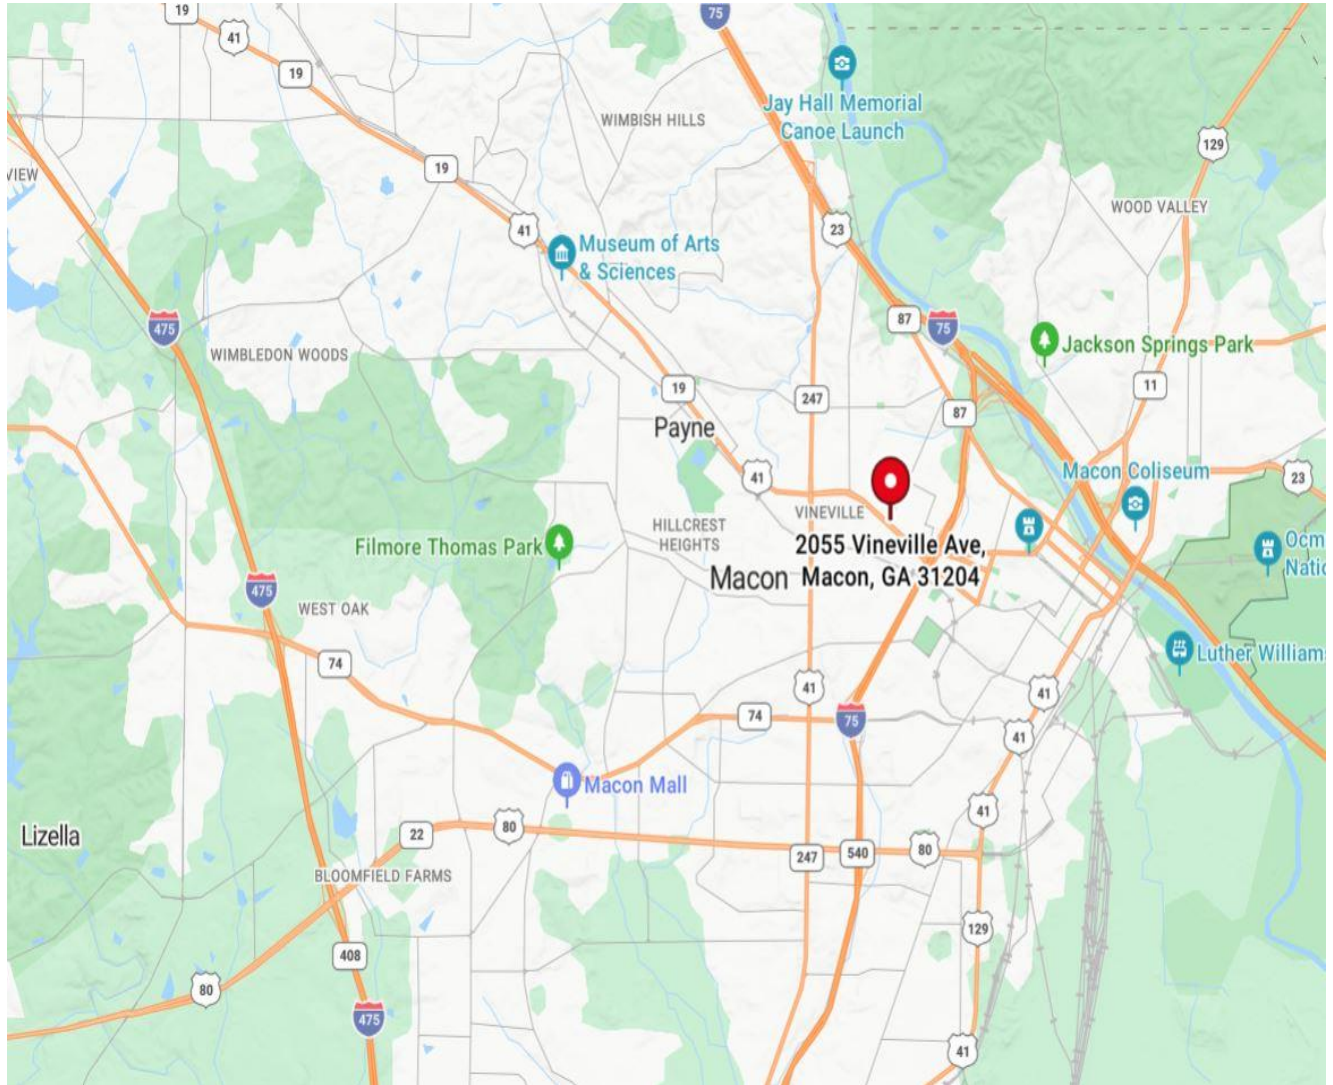 19
75
41
19
Jay Hall Memorial
Canoe Launch
WIMBISH HILLS
129
19
VIEW
WOOD VALLEY
41
23
Museum of Arts
& Sciences
87
75
475
Jackson Springs Park
WIMBLEDON WOODS
19
11
247
87
Payne
Macon Coliseum
41
23
VINEVILLE
HILLCREST
HEIGHTS
Filmore Thomas Park
2055 Vineville Ave,
Macon, GA 31204
Ocm
Natio
Macon
475
WEST OAK
Luther Williams
74
41
41
74
75
41
Macon Mall
41
22
80
Lizella
247
540
80
BLOOMFIELD FARMS
129
408
80
475
41